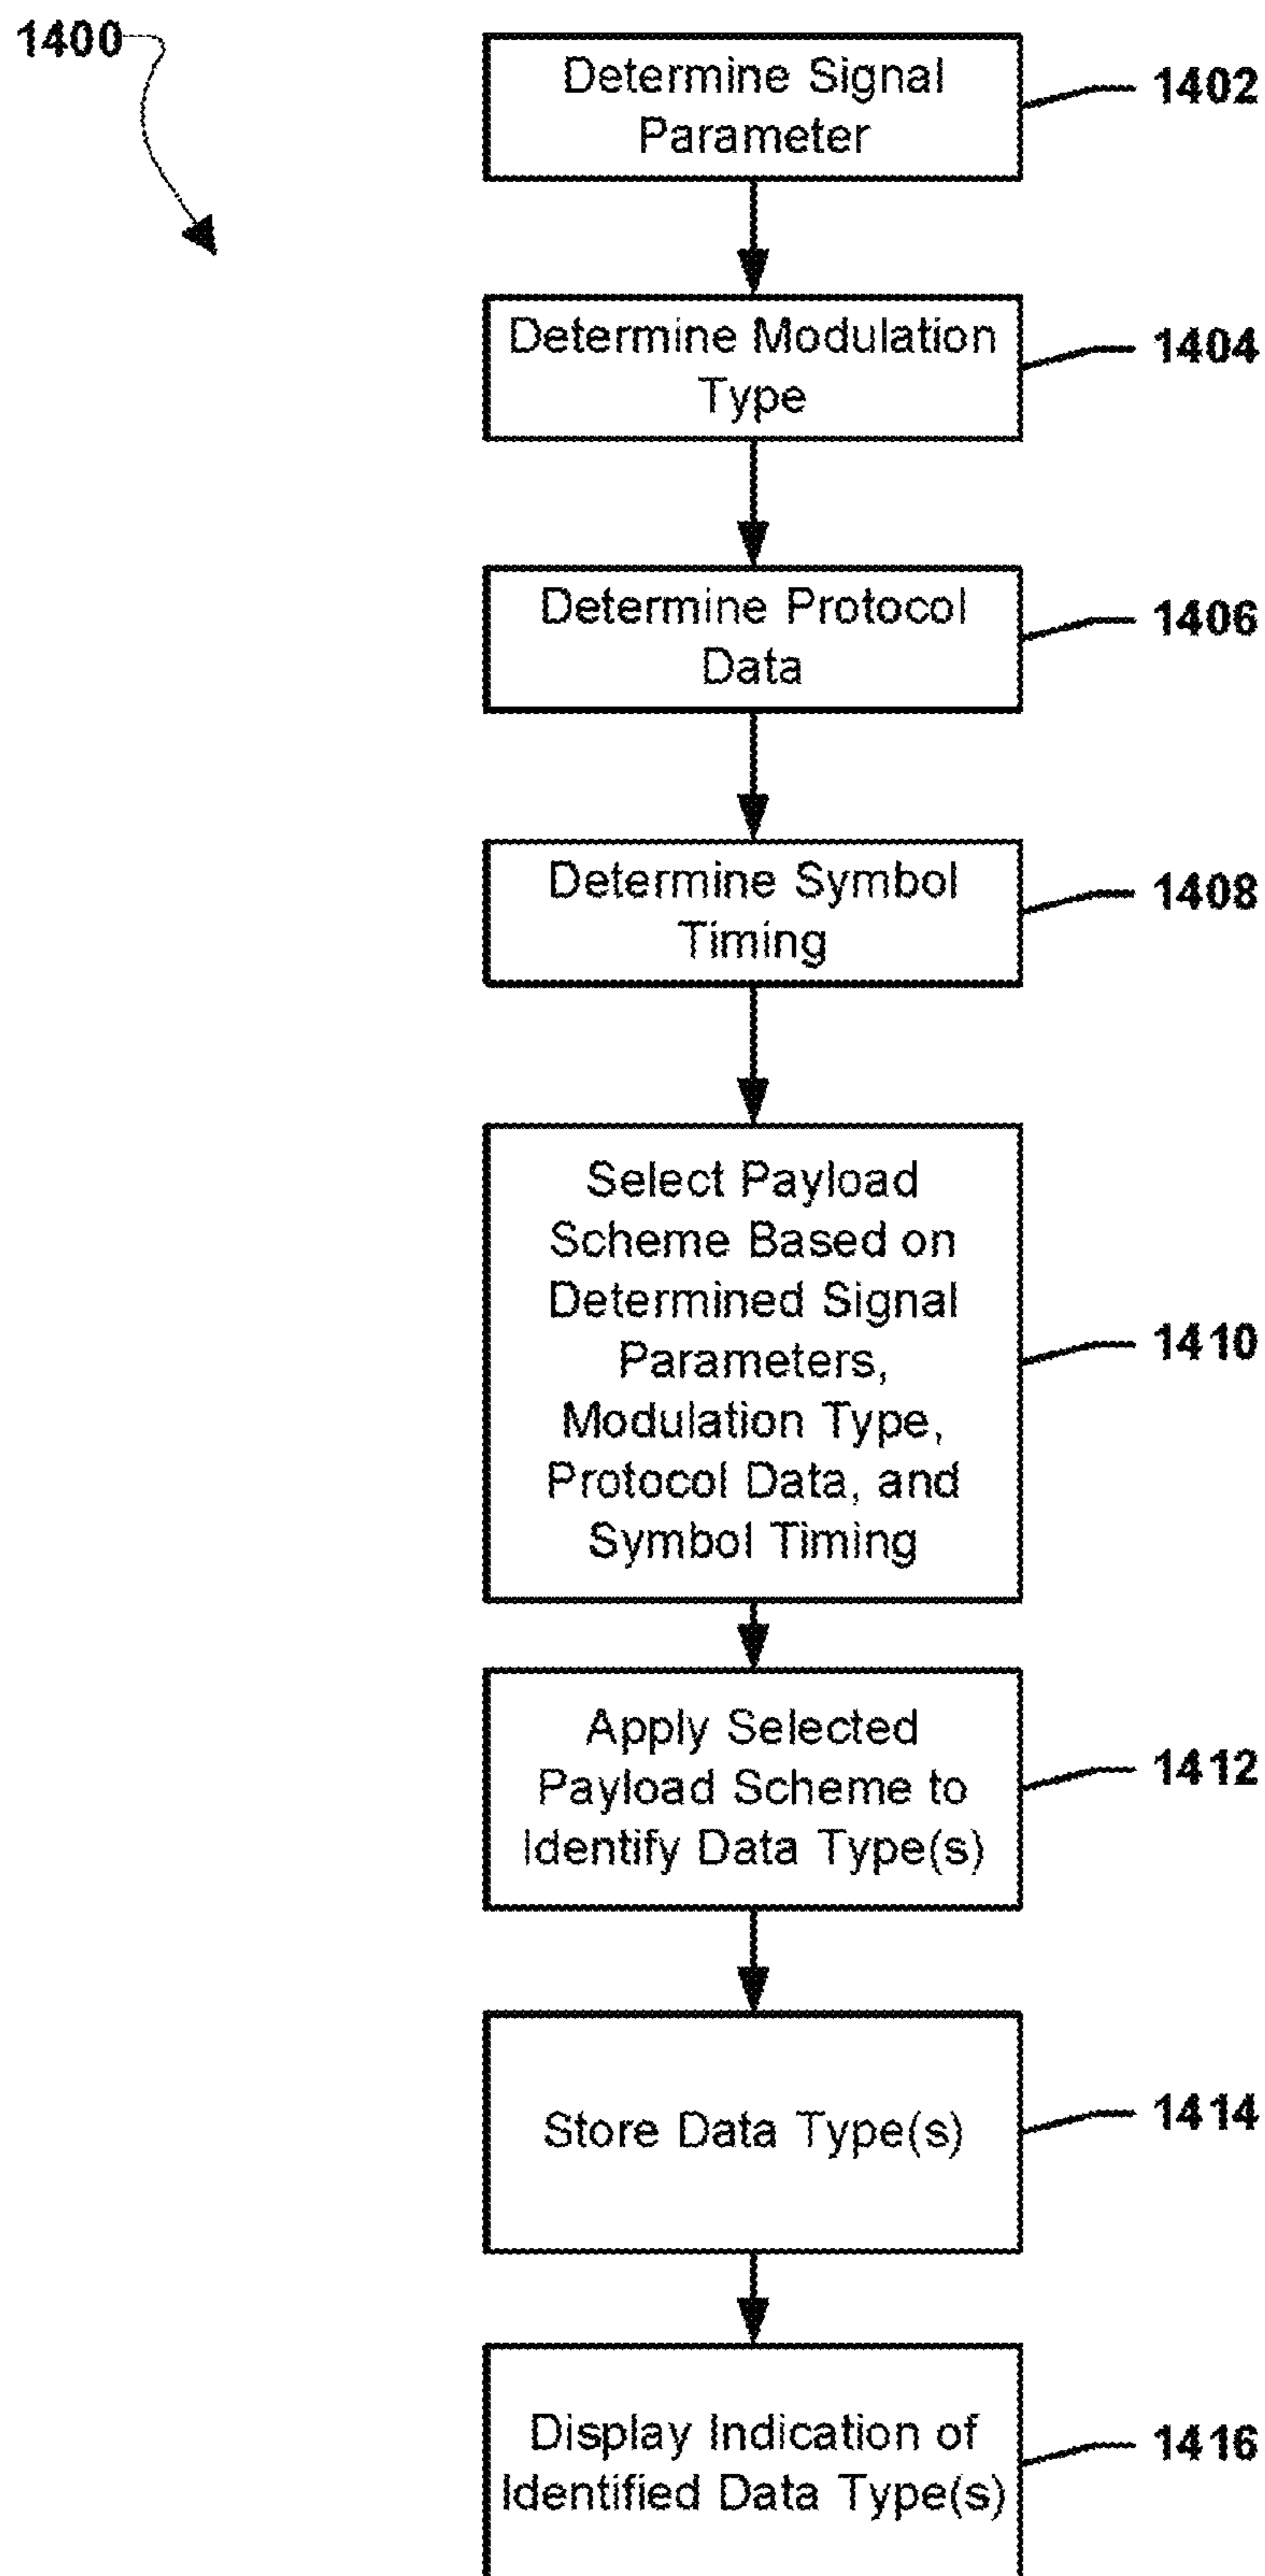 1400
Determine Signal
Parameter
1402
Determine Modulation
Type
1404
Determine Protocol
Data
1406
Determine Symbol
Timing
1408
Select Payload
Scheme Based on
Determined Signal
Parameters,
Modulation Type,
Protocol Data, and
Symbol Timing
1410
Apply Selected
Payload Scheme to
Identify Data Type(s)
1412
Store Data Type(s)
1414
Display Indication of
Identified Data Type(s)
1416